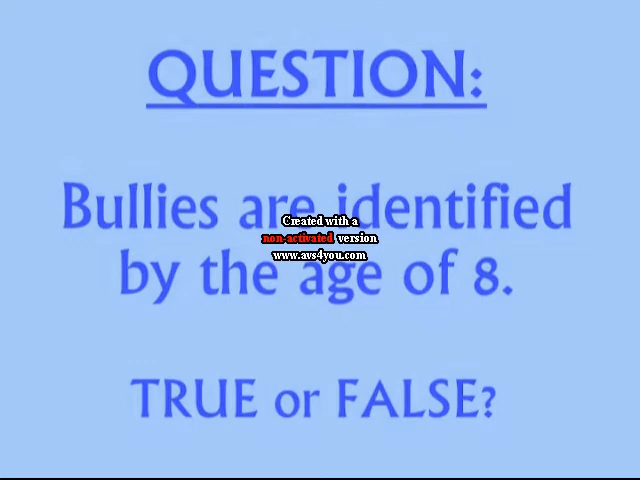 QUESTION:
Bullies are identified
Created with a
non-activated version
www.avs4you.com
by the age of 8.
TRUE or FALSE?